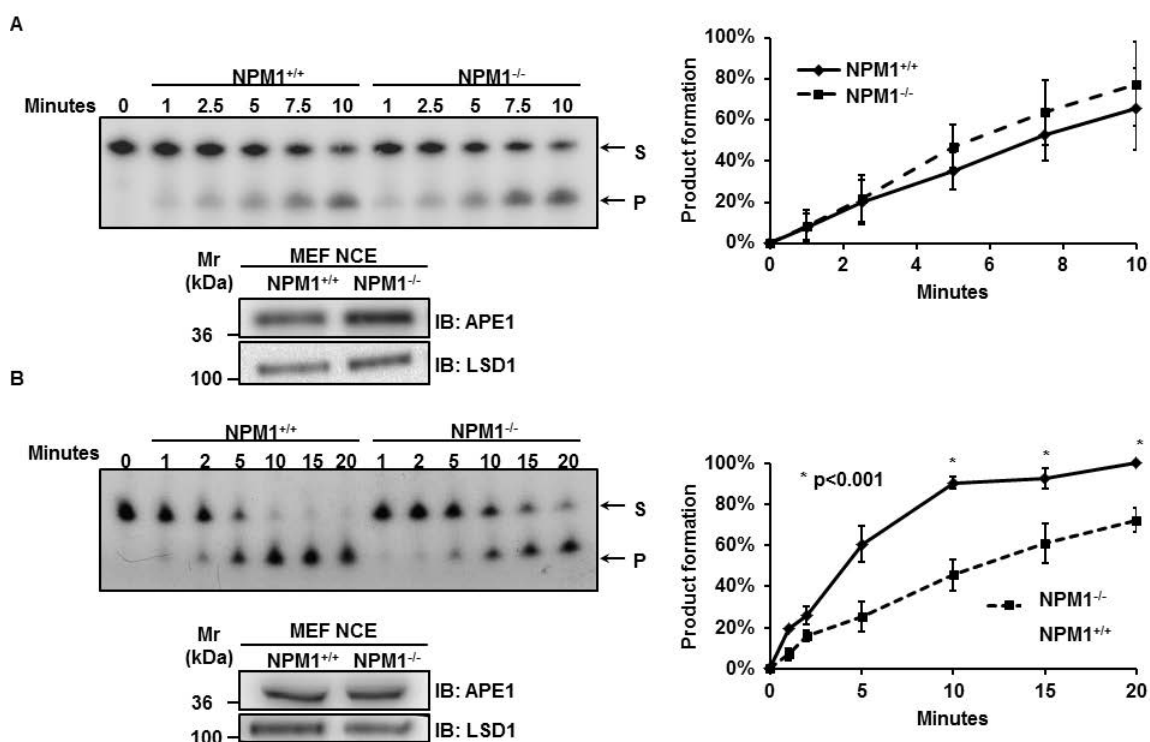 A
NPM1+/+ NPM1-/-
Minutes 0 1 2.5 5 7.5 10 1 2.5 5 7.5 10
S
P
Mr (kDa)
MEF NCE
NPM1+/+ NPM1-/-
IB: APE1
36
IB: LSD1
100
Product formation
100%
80%
60%
40%
20%
0%
NPM1+/+
NPM1-/-
0 2 4 6 8 10
Minutes
B
NPM1+/+ NPM1-/-
Minutes 0 1 2 5 10 15 20 1 2 5 10 15 20
S
P
Mr (kDa)
MEF NCE
NPM1+/+ NPM1-/-
IB: APE1
36
IB: LSD1
100
Product formation
100%
80%
60%
40%
20%
0%
* p<0.001
* * *
NPM1-/-
NPM1+/+
0 5 10 15 20
Minutes